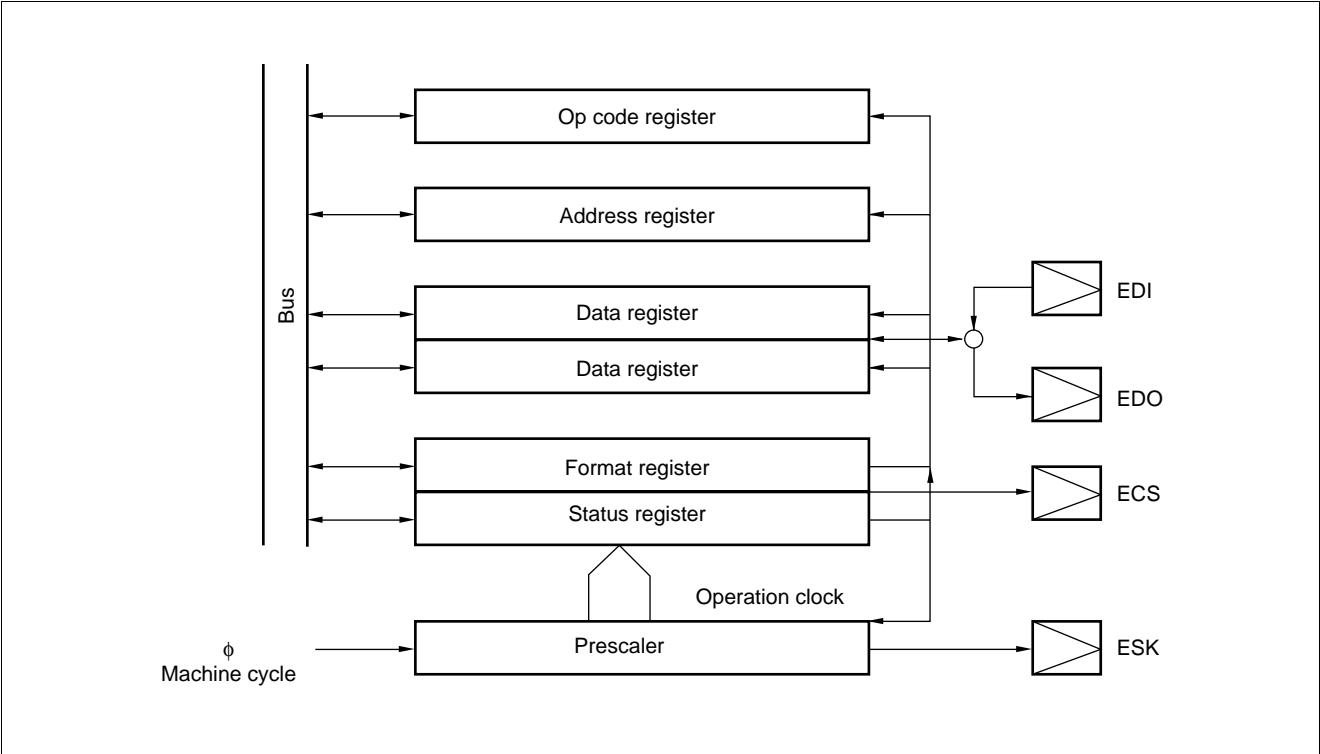 Op code register
Address register
Bus
Data register
Data register
EDI
EDO
Format register
Status register
ECS
Operation clock
Prescaler
ϕ
Machine cycle
ESK